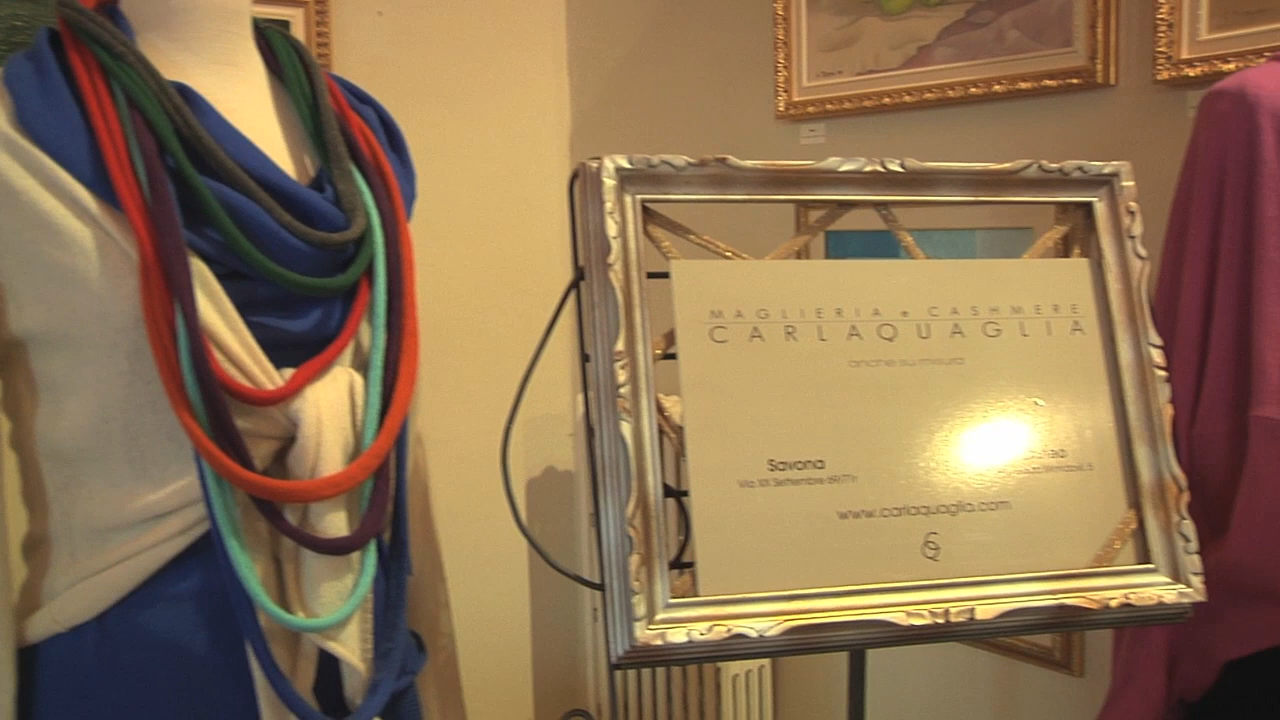 MAGLIERIA e CASHMERE
CARLAQUAGLIA
anche su misura
Savona
Via XX Settembre
www.carlaquaglia.com